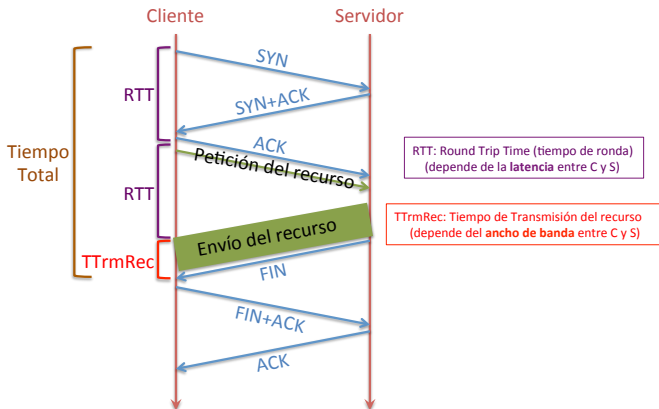 Cliente
Servidor
SYN
RTT
SYN+ACK
ACK
Petición del recurso
RTT: Round Trip Time (tiempo de ronda)
(depende de la latencia entre C y S)
Tiempo
Total
RTT
TTrmRec: Tiempo de Transmisión del recurso
(depende del ancho de banda entre C y S)
Envío del recurso
TTrmRec
FIN
FIN+ACK
ACK